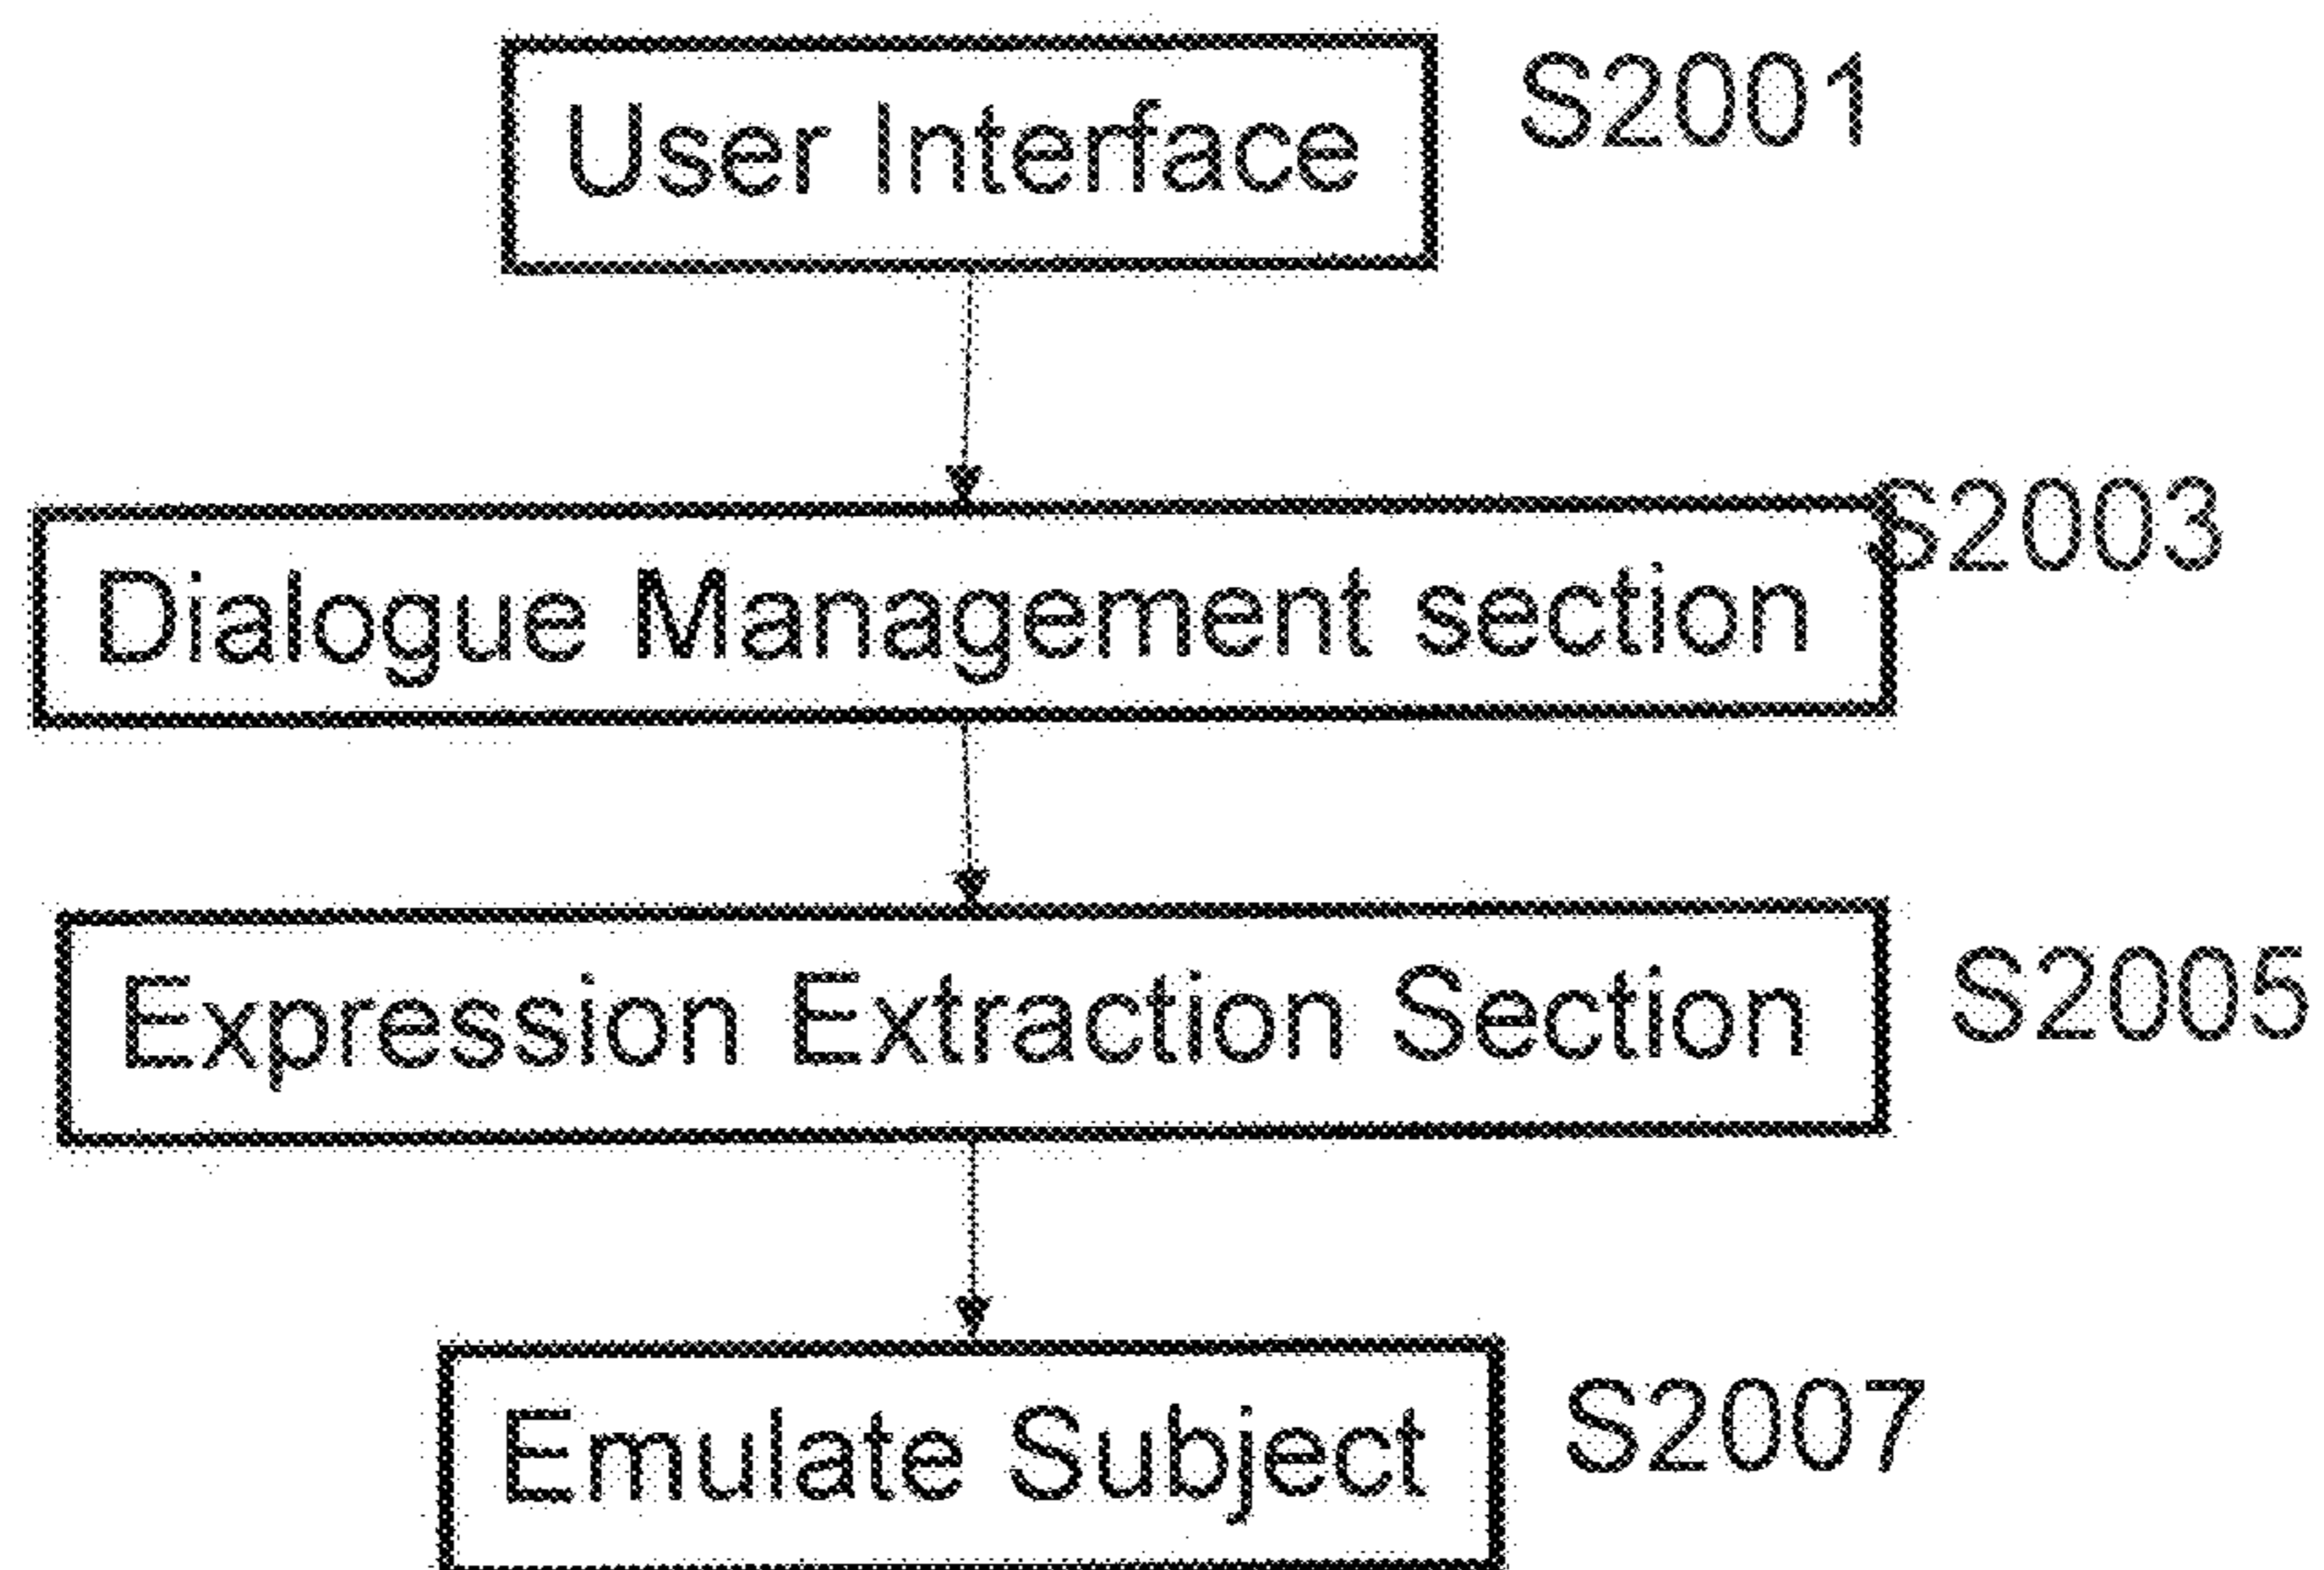 User Interface
S2001
Dialogue Management section
S2003
Expression Extraction Section
S2005
Emulate Subject
S2007